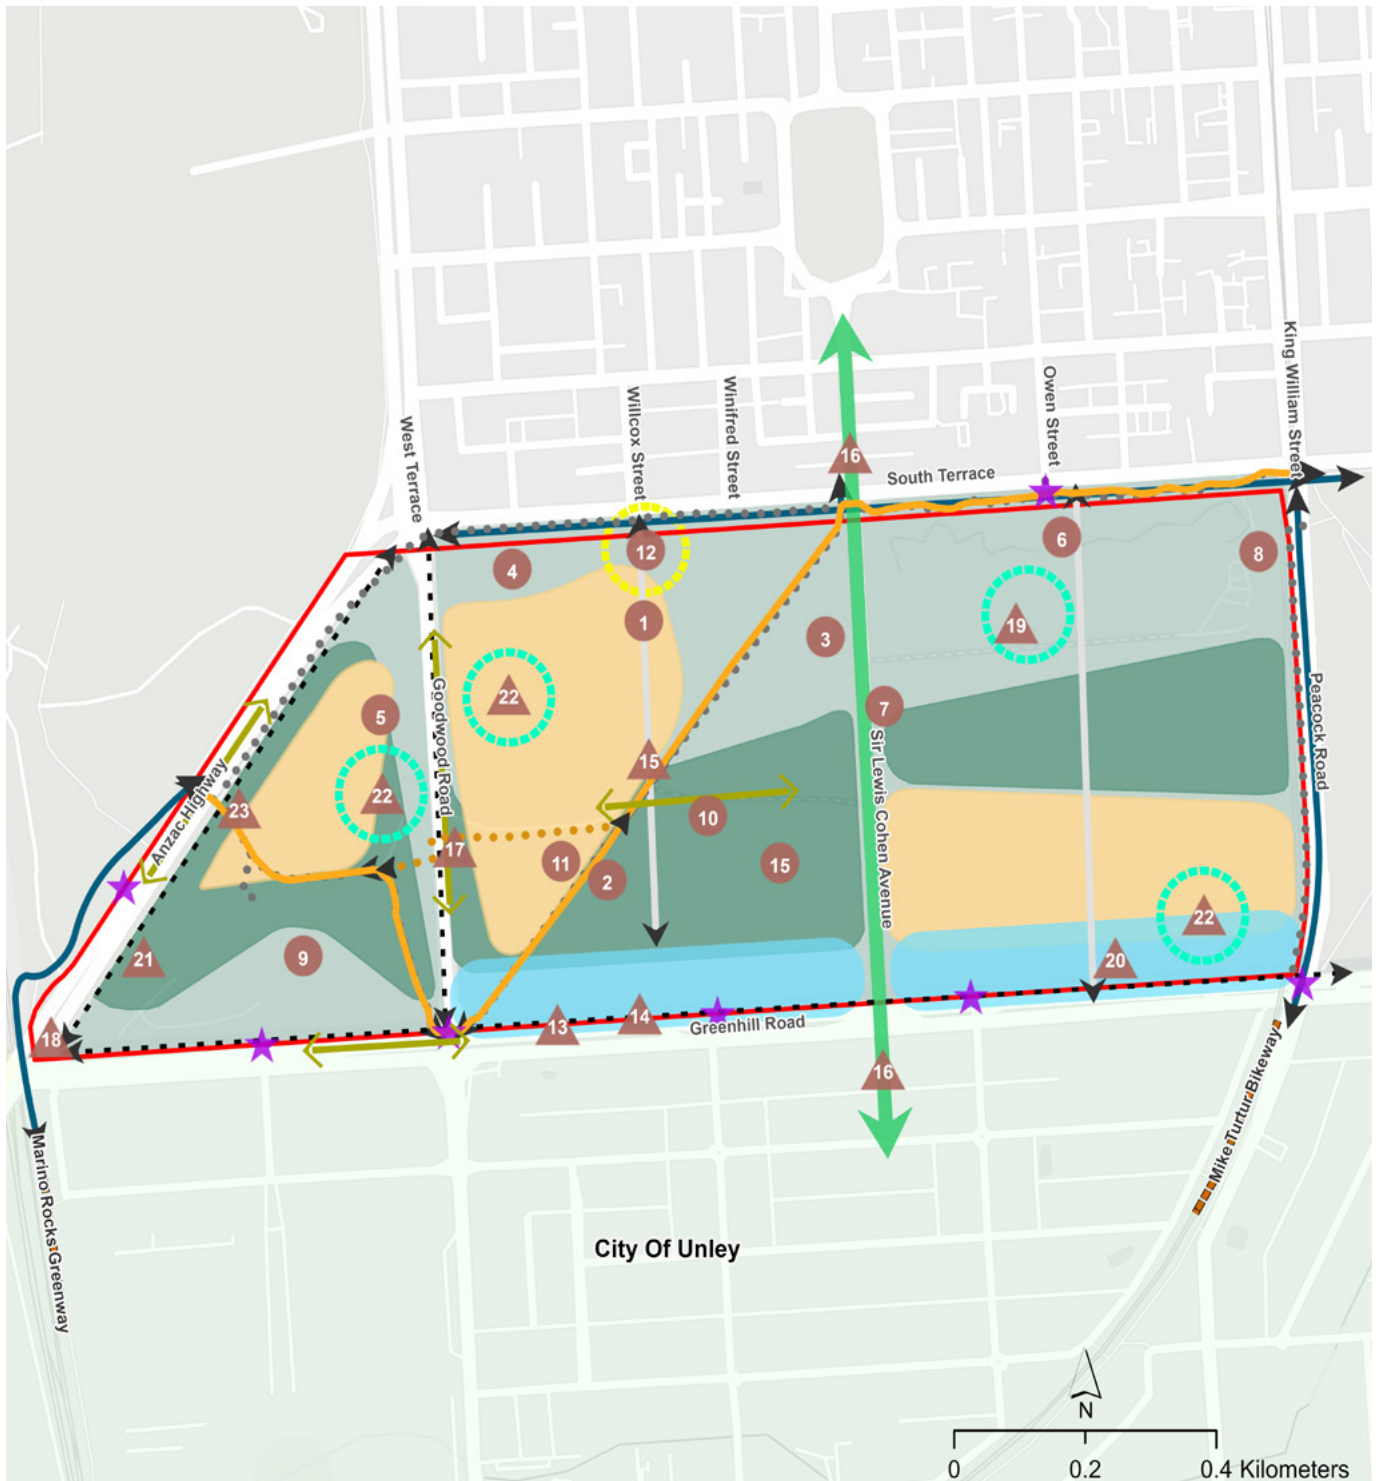 King William Street
Owen Street
Winifred Street
Willcox Street
West Terrace
16
South Terrace
12
6
8
4
1
19
3
22
5
7
Goodwood Road
Peacock Road
Sir Lewis Cohen Avenue
15
22
Anzac Highway
23
10
17
11
15
2
22
9
21
20
13
14
Greenhill Road
18
16
Mike Turtur Bikeway
Marino Rocks Greenway
City Of Unley
N
0 0.2 0.4 Kilometers